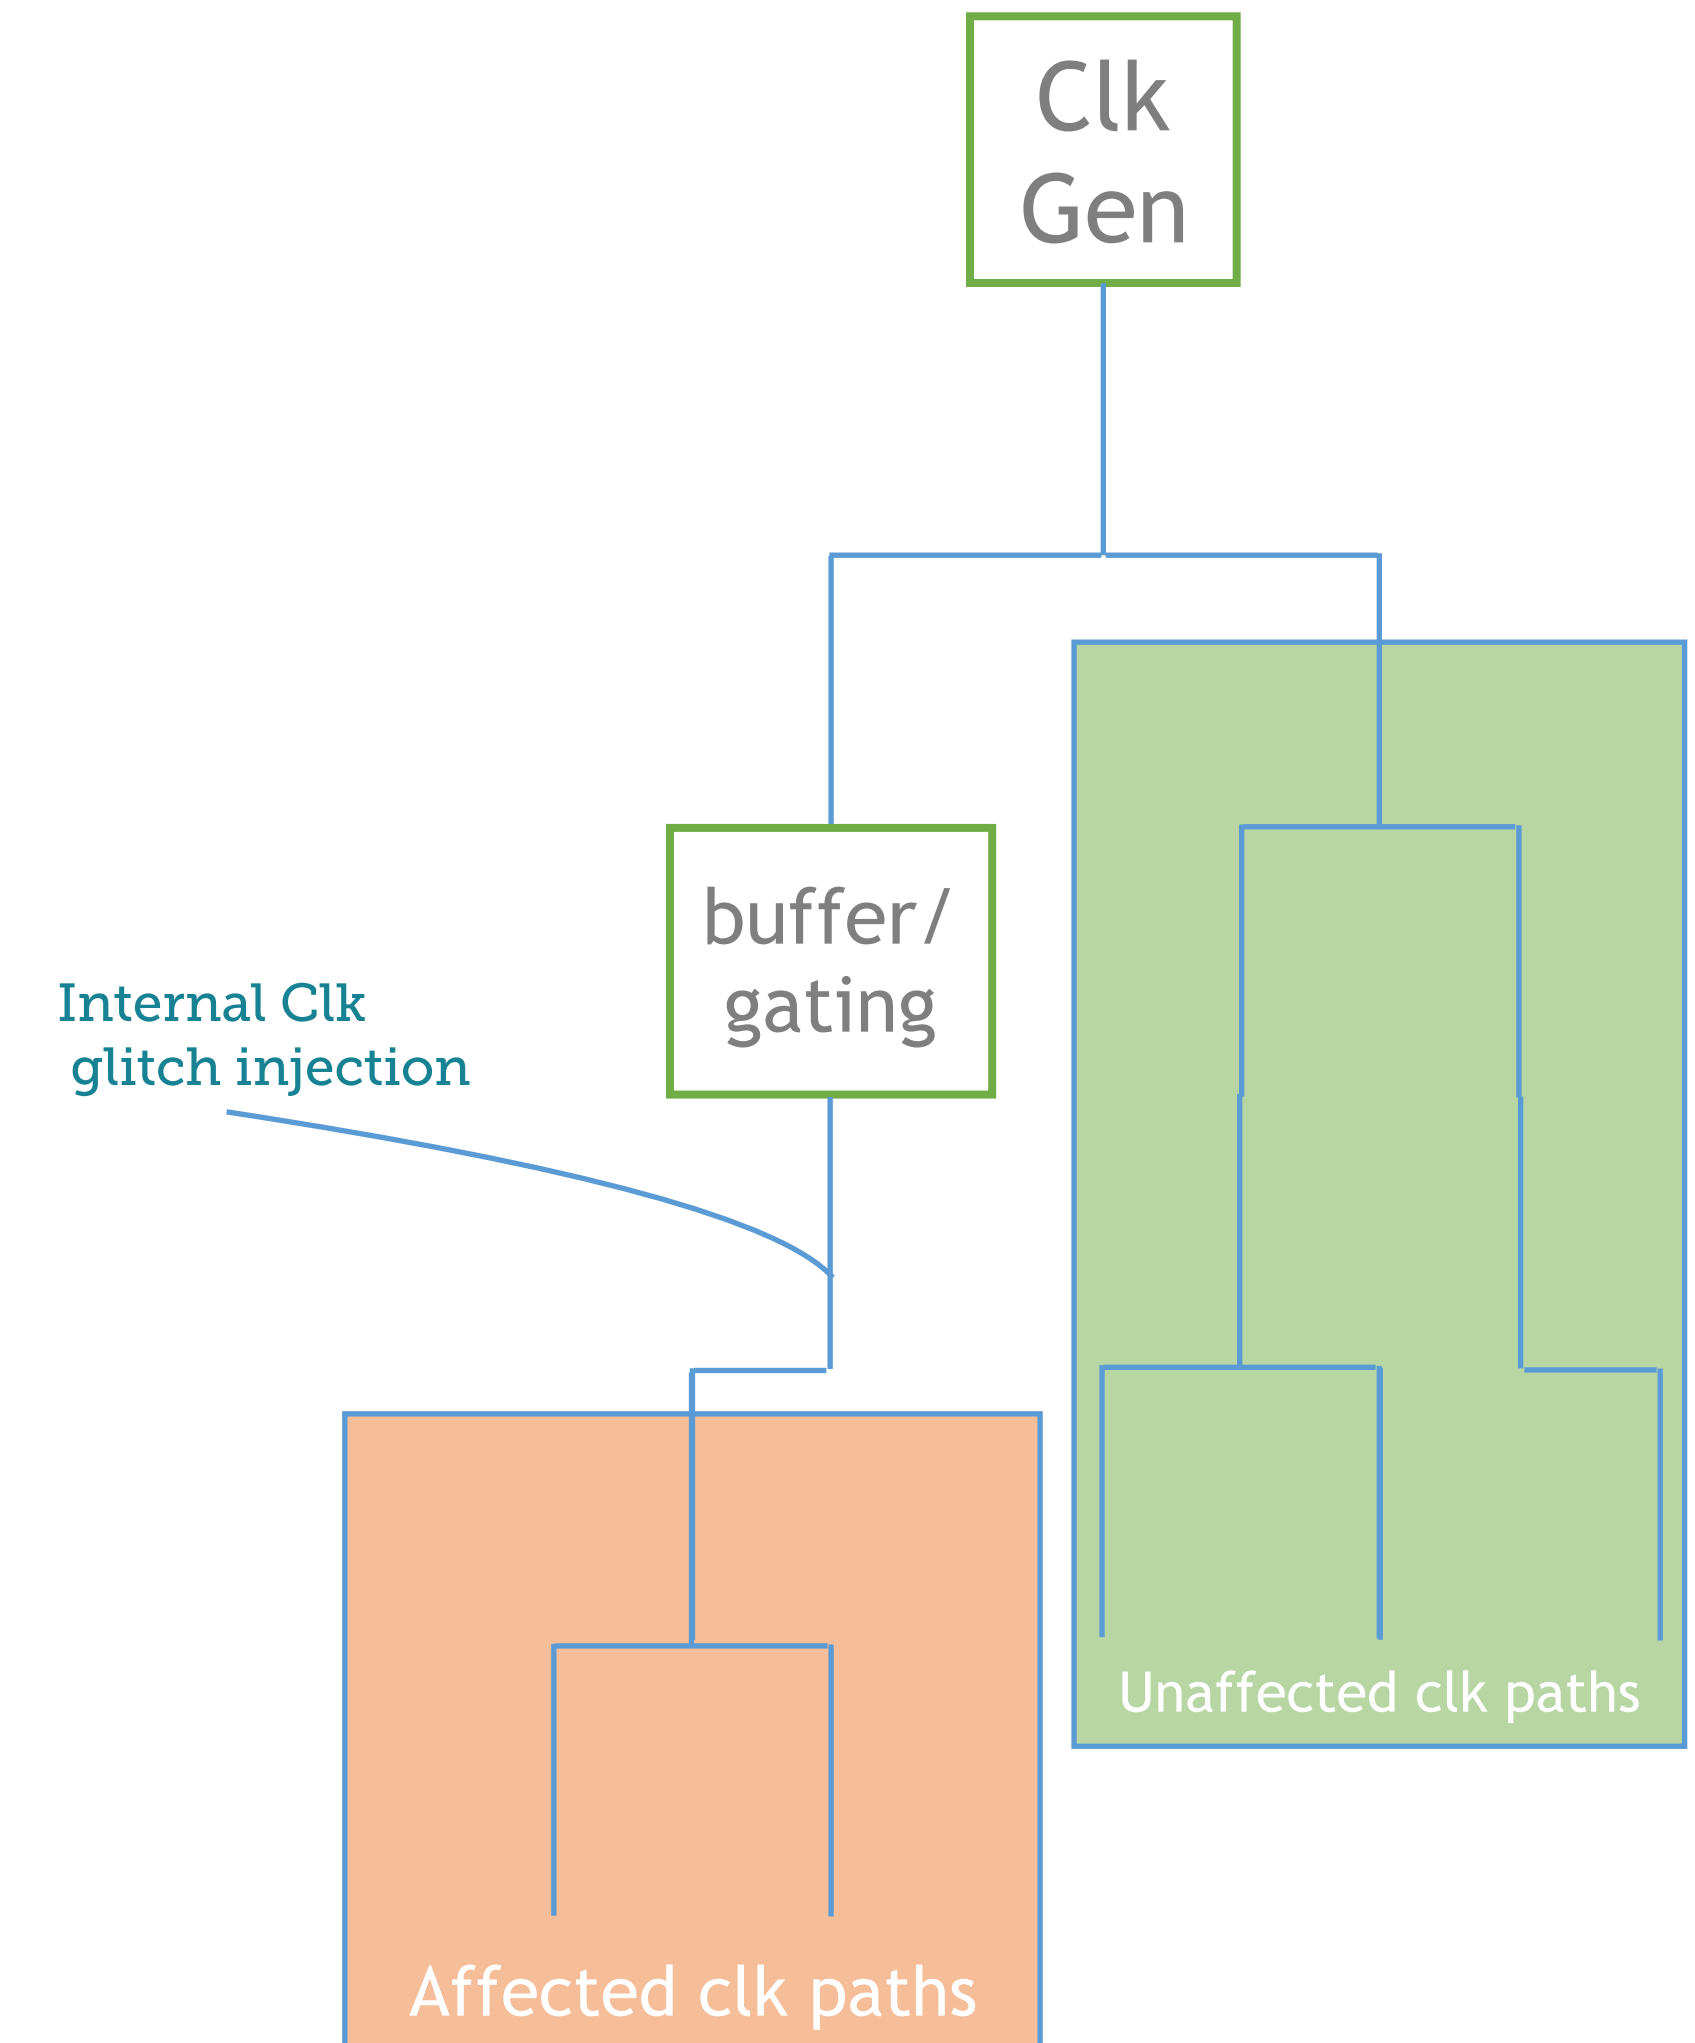 Clk
Gen
buffer/
gating
Internal Clk
glitch injection
Unaffected clk paths
Affected clk paths